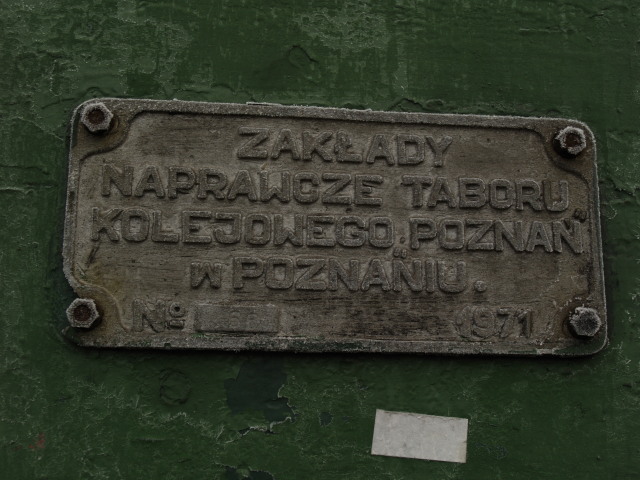 ZAKŁADY
NAPRAWCZE TABORU
KOLEJOWEGO „POZNAŃ”
W POZNANIU.
Nº 1971